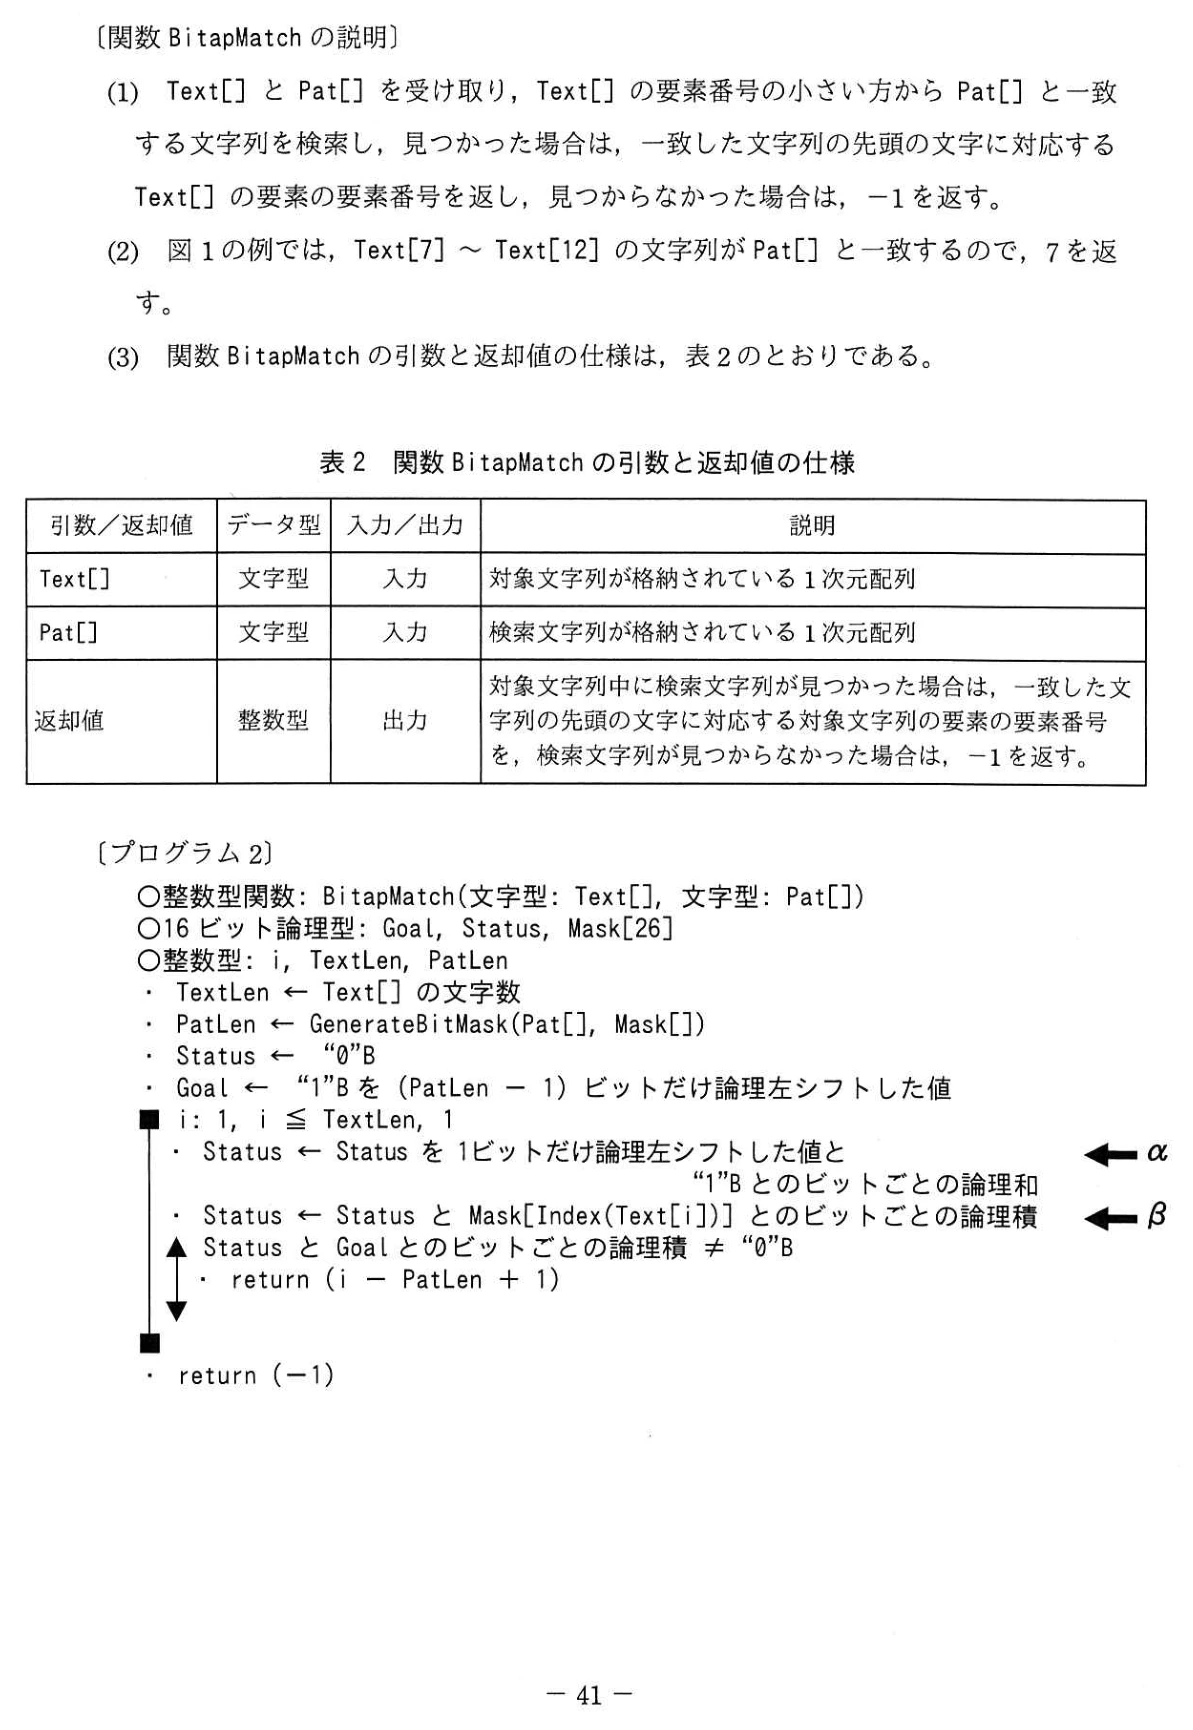 〔関数 BitapMatch の説明〕
(1) Text[] と Pat[] を受け取り，Text[] の要素番号の小さい方から Pat[] と一致
する文字列を検索し，見つかった場合は，一致した文字列の先頭の文字に対応する
Text[] の要素の要素番号を返し，見つからなかった場合は，－1を返す。
(2) 図1の例では，Text[7] ～ Text[12] の文字列が Pat[] と一致するので，7を返
す。
(3) 関数 BitapMatch の引数と返却値の仕様は，表2のとおりである。
表2 関数 BitapMatch の引数と返却値の仕様
引数／返却値 データ型 入力／出力 説明
Text[] 文字型 入力 対象文字列が格納されている1次元配列
Pat[] 文字型 入力 検索文字列が格納されている1次元配列
返却値 整数型 出力 対象文字列中に検索文字列が見つかった場合は，一致した文
字列の先頭の文字に対応する対象文字列の要素の要素番号
を，検索文字列が見つからなかった場合は，－1を返す。
〔プログラム2〕
○整数型関数: BitapMatch(文字型: Text[], 文字型: Pat[])
○16ビット論理型: Goal, Status, Mask[26]
○整数型: i, TextLen, PatLen
・ TextLen ← Text[] の文字数
・ PatLen ← GenerateBitMask(Pat[], Mask[])
・ Status ← “0”B
・ Goal ← “1”Bを (PatLen － 1) ビットだけ論理左シフトした値
■ i: 1, i ≦ TextLen, 1
・ Status ← Status を 1ビットだけ論理左シフトした値と ← α
“1”Bとのビットごとの論理和
・ Status ← Status と Mask[Index(Text[i])] とのビットごとの論理積 ← β
▲ Status と Goalとのビットごとの論理積 ≠ “0”B
・ return (i － PatLen ＋ 1)
▼
■
・ return (－1)
－ 41 －